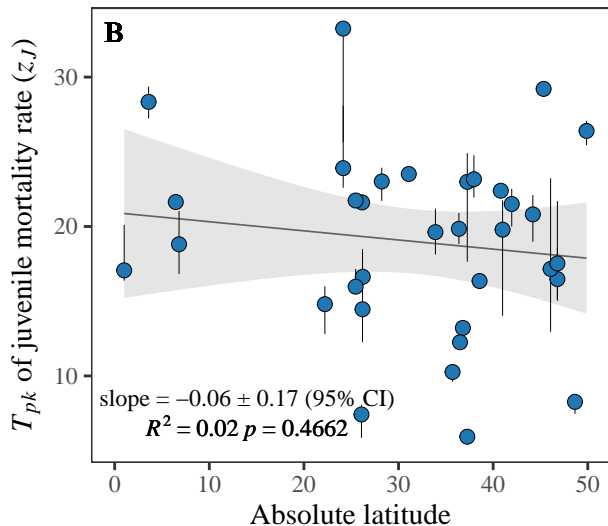 B
T_pk of juvenile mortality rate (z_J)
30
20
10
slope = −0.06 ± 0.17 (95% CI)
R² = 0.02 p = 0.4662
0 10 20 30 40 50
Absolute latitude